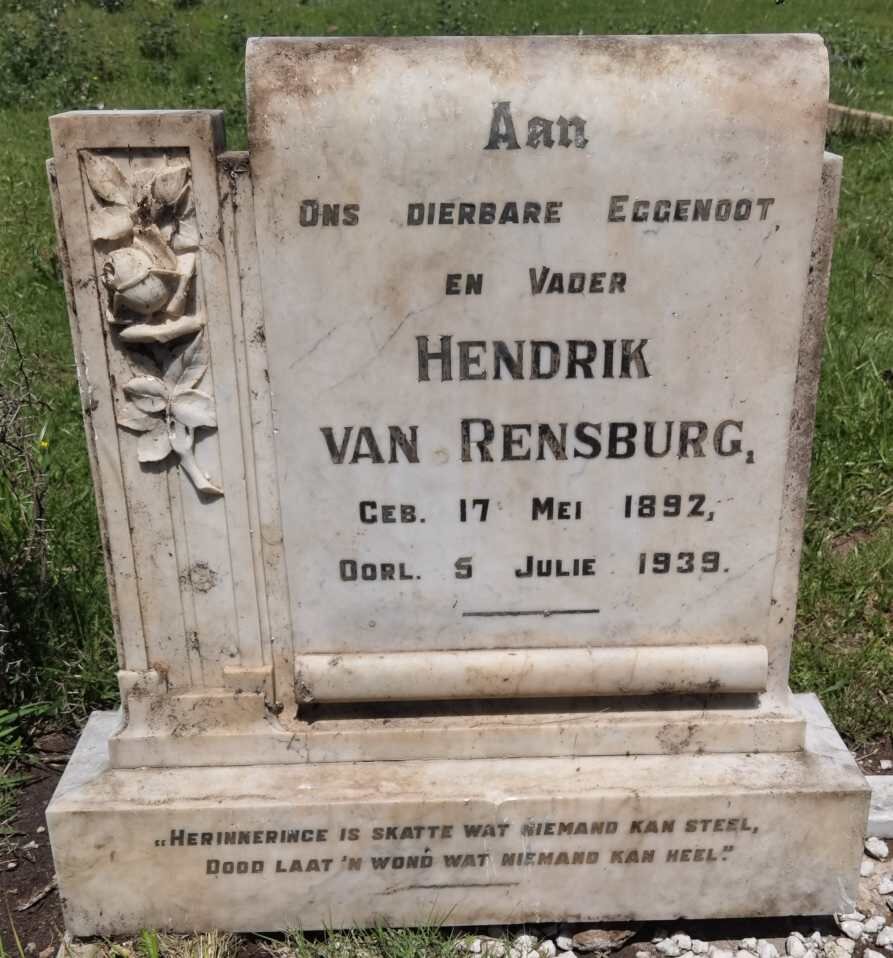 Aan
ONS DIERBARE EGGENOOT
EN VADER
HENDRIK
VAN RENSBURG,
GEB. 17 MEI 1892,
OORL. 5 JULIE 1939.
„HERINNERINGE IS SKATTE WAT NIEMAND KAN STEEL,
DOOD LAAT 'N WOND WAT NIEMAND KAN HEEL."